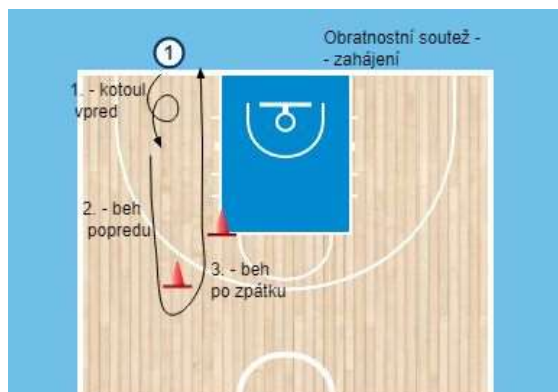 Obratnostní soutež -
- zahájení
1
1. - kotoul
vpred
2. - beh
popredu
3. - beh
po zpátku